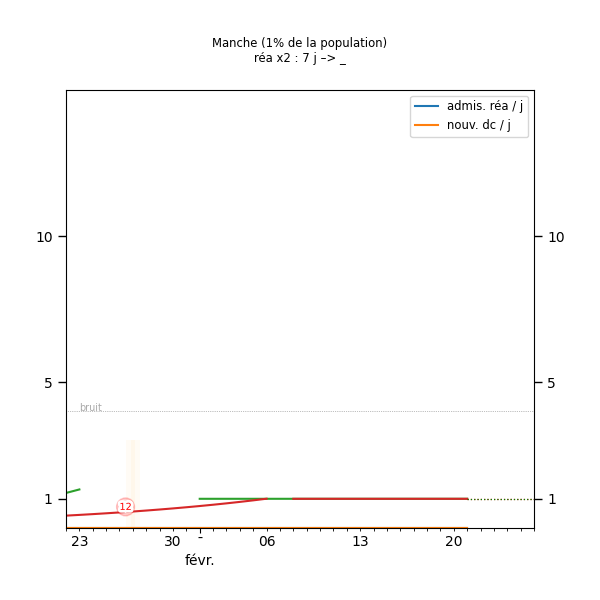 Manche (1% de la population)
réa x2 : 7 j –> _
admis. réa / j
nouv. dc / j
10 10
5 5
bruit
12
1 1
23 30 - 06 13 20
févr.